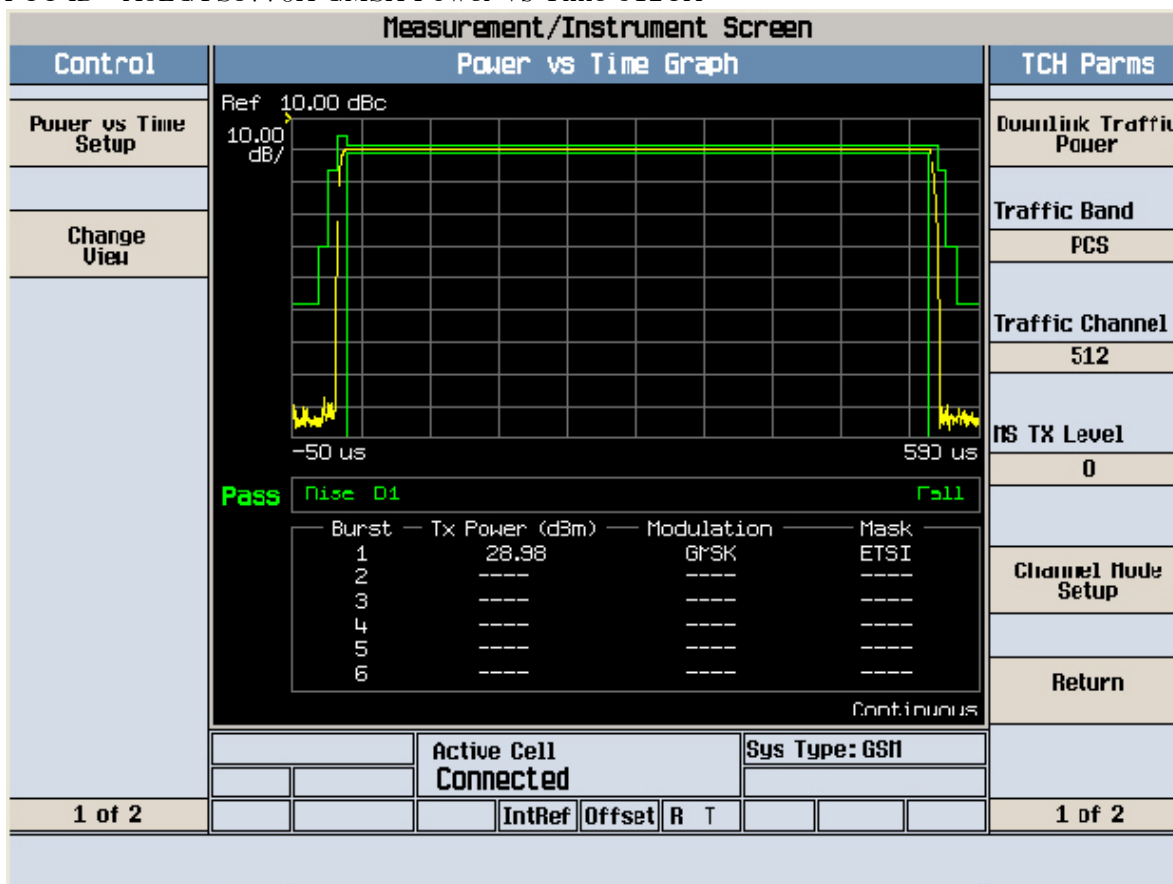 Measurement/Instrument Screen
Control
Power vs Time Graph
TCH Parms
Power vs Time
Setup
Change
View
1 of 2
Ref 10.00 dBc
10.00
dB/
-50 us
590 us
Pass
Rise D1
Fall
Burst Tx Power (dBm) Modulation Mask
1 28.98 GMSK ETSI
2 ---- ---- ----
3 ---- ---- ----
4 ---- ---- ----
5 ---- ---- ----
6 ---- ---- ----
Continuous
Active Cell
Connected
Sys Type: GSM
IntRef Offset R T
Downlink Traffic
Power
Traffic Band
PCS
Traffic Channel
512
MS TX Level
0
Channel Mode
Setup
Return
1 of 2